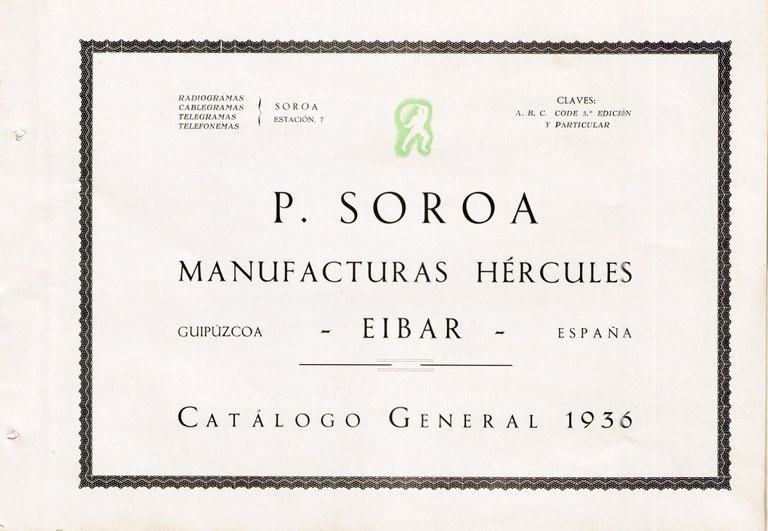 RADIOGRAMAS
CABLEGRAMAS
TELEGRAMAS
TELEFONEMAS
SOROA
ESTACIÓN, 7
CLAVES:
A. B. C. CODE 5.ª EDICIÓN
Y PARTICULAR
P. SOROA
MANUFACTURAS HÉRCULES
GUIPÚZCOA - EIBAR - ESPAÑA
CATÁLOGO GENERAL 1936